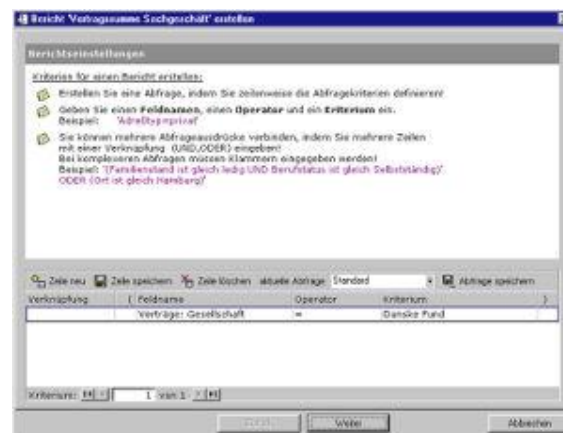 Bericht 'Vertragssumme Sachgeschäft' erstellen
Berichtseinstellungen
Kriterien für einen Bericht erstellen:
Erstellen Sie eine Abfrage, indem Sie zeilenweise die Abfragekriterien definieren!
Geben Sie einen Feldnamen, einen Operator und ein Kriterium ein.
Beispiel: 'Adreßtyp=privat'
Sie können mehrere Abfrageausdrücke verbinden, indem Sie mehrere Zeilen
mit einer Verknüpfung (UND,ODER) eingeben!
Bei komplexeren Abfragen müssen Klammern eingegeben werden!
Beispiel: '(Familienstand ist gleich ledig UND Berufstatus ist gleich Selbstständig)'
ODER (Ort ist gleich Hamburg)'
Zeile neu Zeile speichern Zeile löschen aktuelle Abfrage Standard Abfrage speichern
Verknüpfung ( Feldname Operator Kriterium )
Verträge: Gesellschaft = Danske Fund
Kriterium: 1 von 1
Weiter Abbrechen